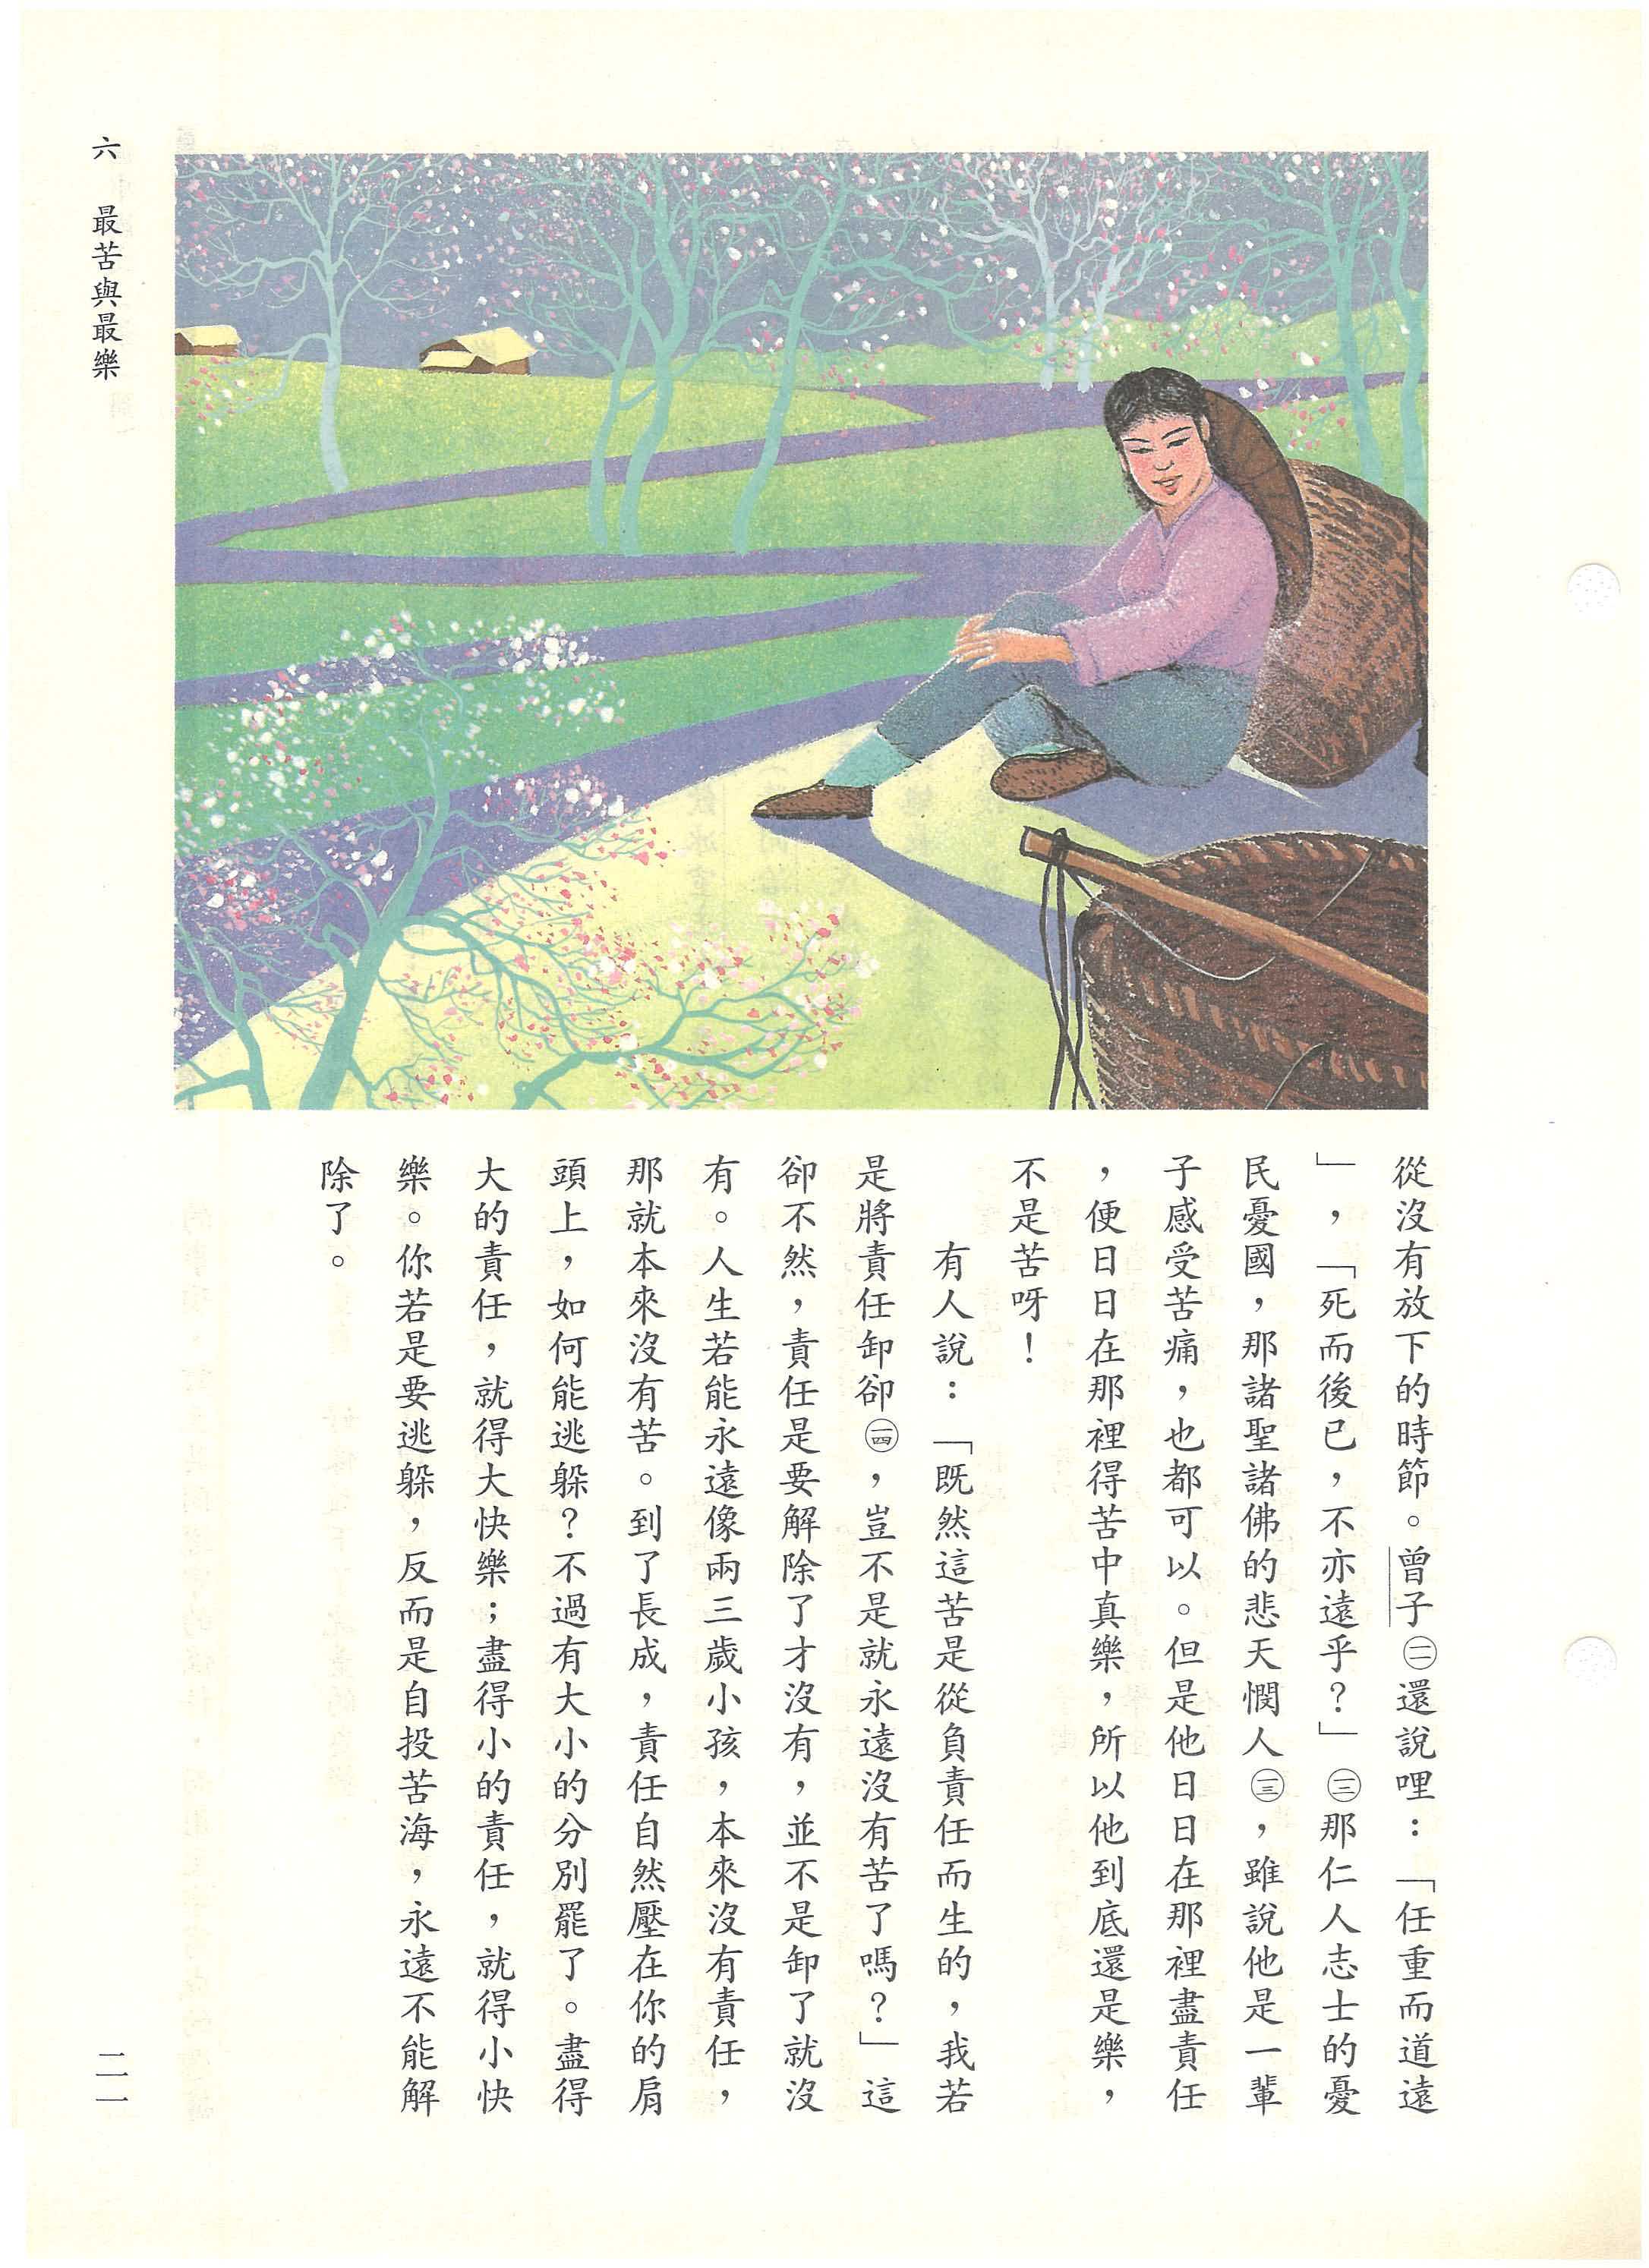 從沒有放下的時節。曾子（一一）還說哩：「任重而道遠
」，「死而後已，不亦遠乎？」（一二）那仁人志士的憂
民憂國，那諸聖諸佛的悲天憫人（一三），雖說他是一輩
子感受苦痛，也都可以。但是他日日在那裡盡責任
，便日日在那裡得苦中真樂，所以他到底還是樂，
不是苦呀！
有人說：「既然這苦是從負責任而生的，我若
是將責任卸卻（一四），豈不是就永遠沒有苦了嗎？」這
卻不然，責任是要解除了才沒有，並不是卸了就沒
有。人生若能永遠像兩三歲小孩，本來沒有責任，
那就本來沒有苦。到了長成，責任自然壓在你的肩
頭上，如何能逃躲？不過有大小的分別罷了。盡得
大的責任，就得大快樂；盡得小的責任，就得小快
樂。你若是要逃躲，反而是自投苦海，永遠不能解
除了。
六　最苦與最樂
二一